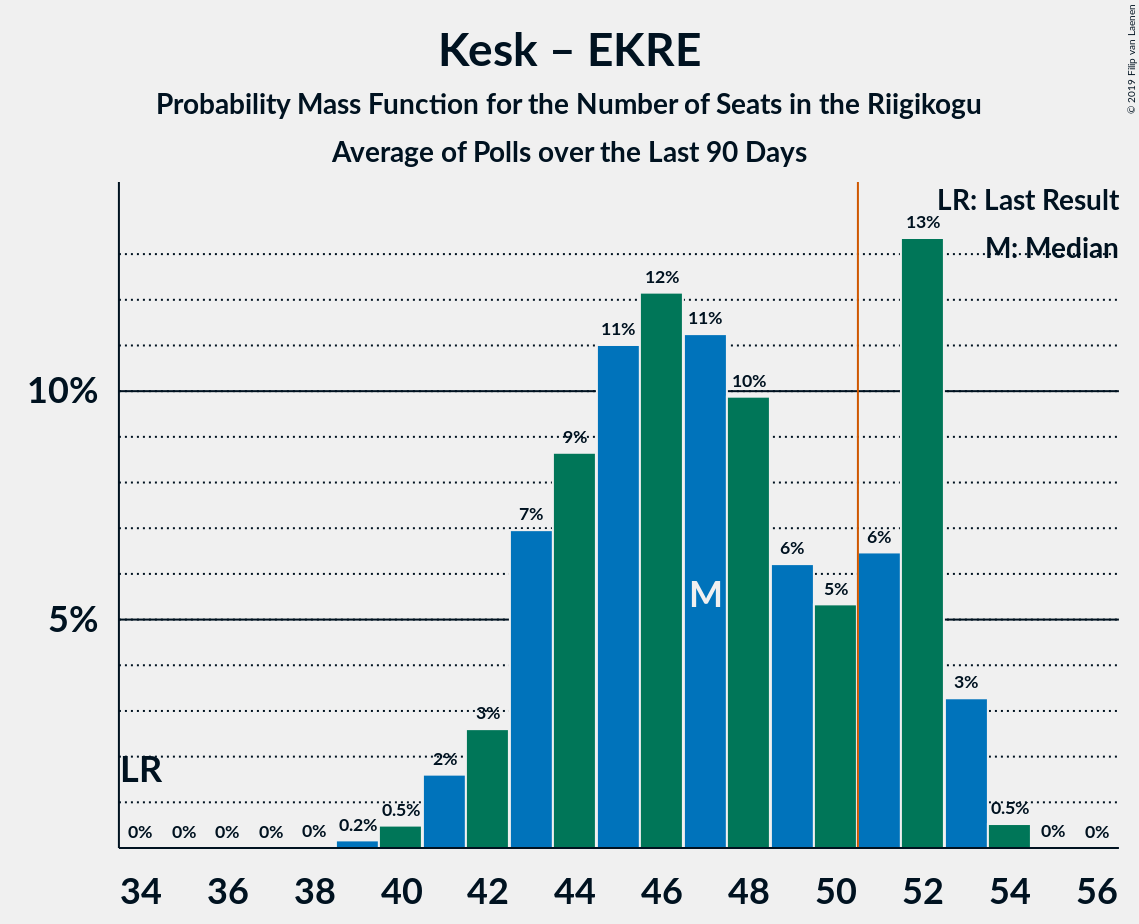 Kesk – EKRE
Probability Mass Function for the Number of Seats in the Riigikogu
Average of Polls over the Last 90 Days
© 2019 Filip van Laenen
LR: Last Result
M: Median
10%
5%
LR
M
0%
0%
0%
0%
0%
0.2%
0.5%
2%
3%
7%
9%
11%
12%
11%
10%
6%
5%
6%
13%
3%
0.5%
0%
0%
34 36 38 40 42 44 46 48 50 52 54 56